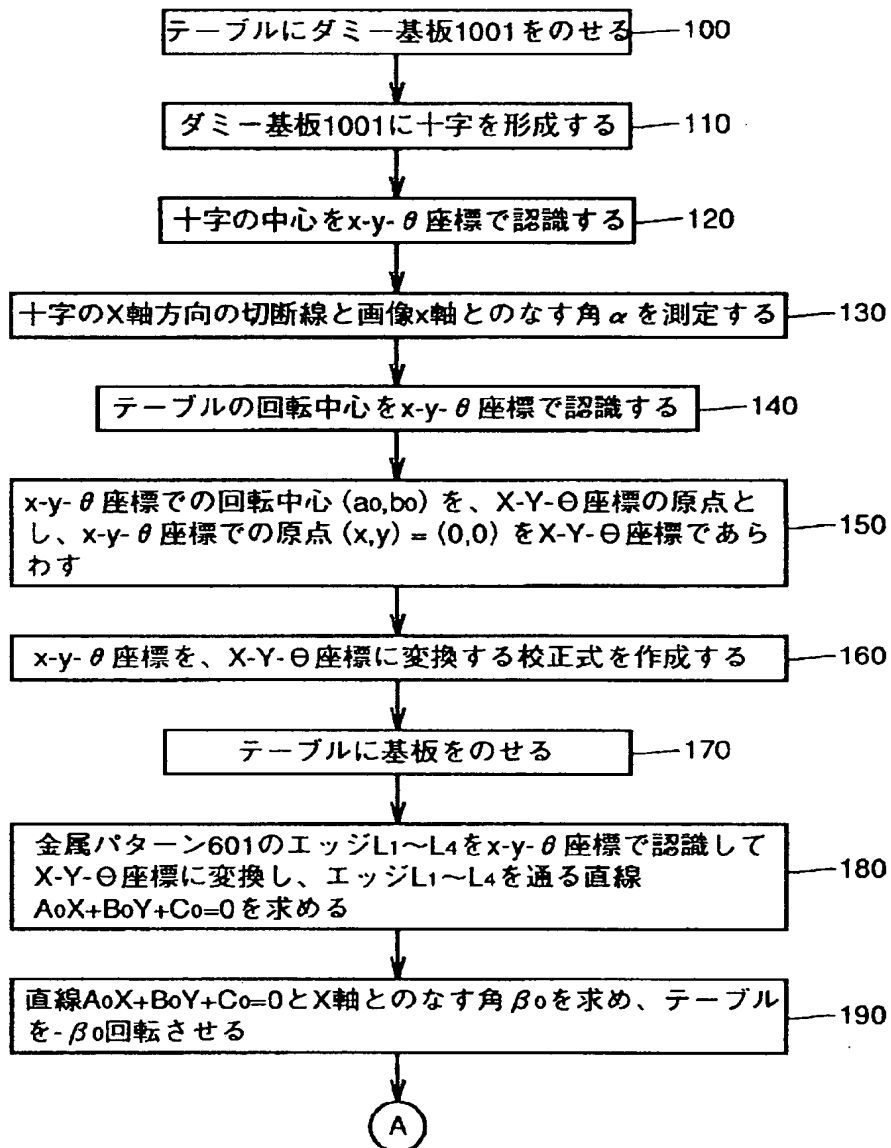 テーブルにダミー基板1001をのせる 100
ダミー基板1001に十字を形成する 110
十字の中心をx-y-θ座標で認識する 120
十字のX軸方向の切断線と画像x軸とのなす角αを測定する 130
テーブルの回転中心をx-y-θ座標で認識する 140
x-y-θ座標での回転中心(a0,b0)を、X-Y-Θ座標の原点と
し、x-y-θ座標での原点(x,y)=(0,0)をX-Y-Θ座標であら
わす
150
x-y-θ座標を、X-Y-Θ座標に変換する校正式を作成する 160
テーブルに基板をのせる 170
金属パターン601のエッジL1〜L4をx-y-θ座標で認識して
X-Y-Θ座標に変換し、エッジL1〜L4を通る直線
A0X+B0Y+C0=0を求める
180
直線A0X+B0Y+C0=0とX軸とのなす角β0を求め、テーブル
を-β0回転させる
190
A